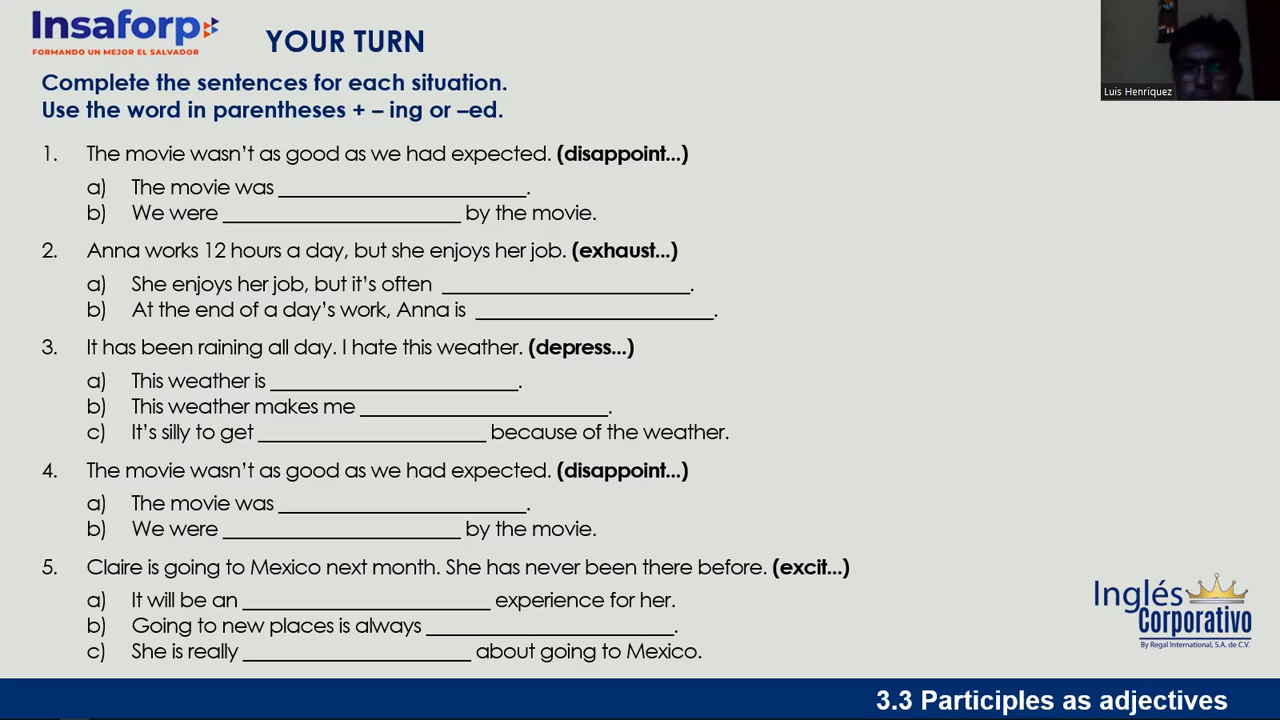 Insaforp
FORMANDO UN MEJOR EL SALVADOR
YOUR TURN
Luis Henriquez
Complete the sentences for each situation.
Use the word in parentheses + – ing or –ed.
1. The movie wasn’t as good as we had expected. (disappoint...)
a) The movie was ______________________.
b) We were ______________________ by the movie.
2. Anna works 12 hours a day, but she enjoys her job. (exhaust...)
a) She enjoys her job, but it’s often ______________________.
b) At the end of a day’s work, Anna is ______________________.
3. It has been raining all day. I hate this weather. (depress...)
a) This weather is ______________________.
b) This weather makes me ______________________.
c) It’s silly to get ______________________ because of the weather.
4. The movie wasn’t as good as we had expected. (disappoint...)
a) The movie was ______________________.
b) We were ______________________ by the movie.
5. Claire is going to Mexico next month. She has never been there before. (excit...)
a) It will be an ______________________ experience for her.
b) Going to new places is always ______________________.
c) She is really ______________________ about going to Mexico.
Inglés
Corporativo
By Regal International, S.A. de C.V.
3.3 Participles as adjectives